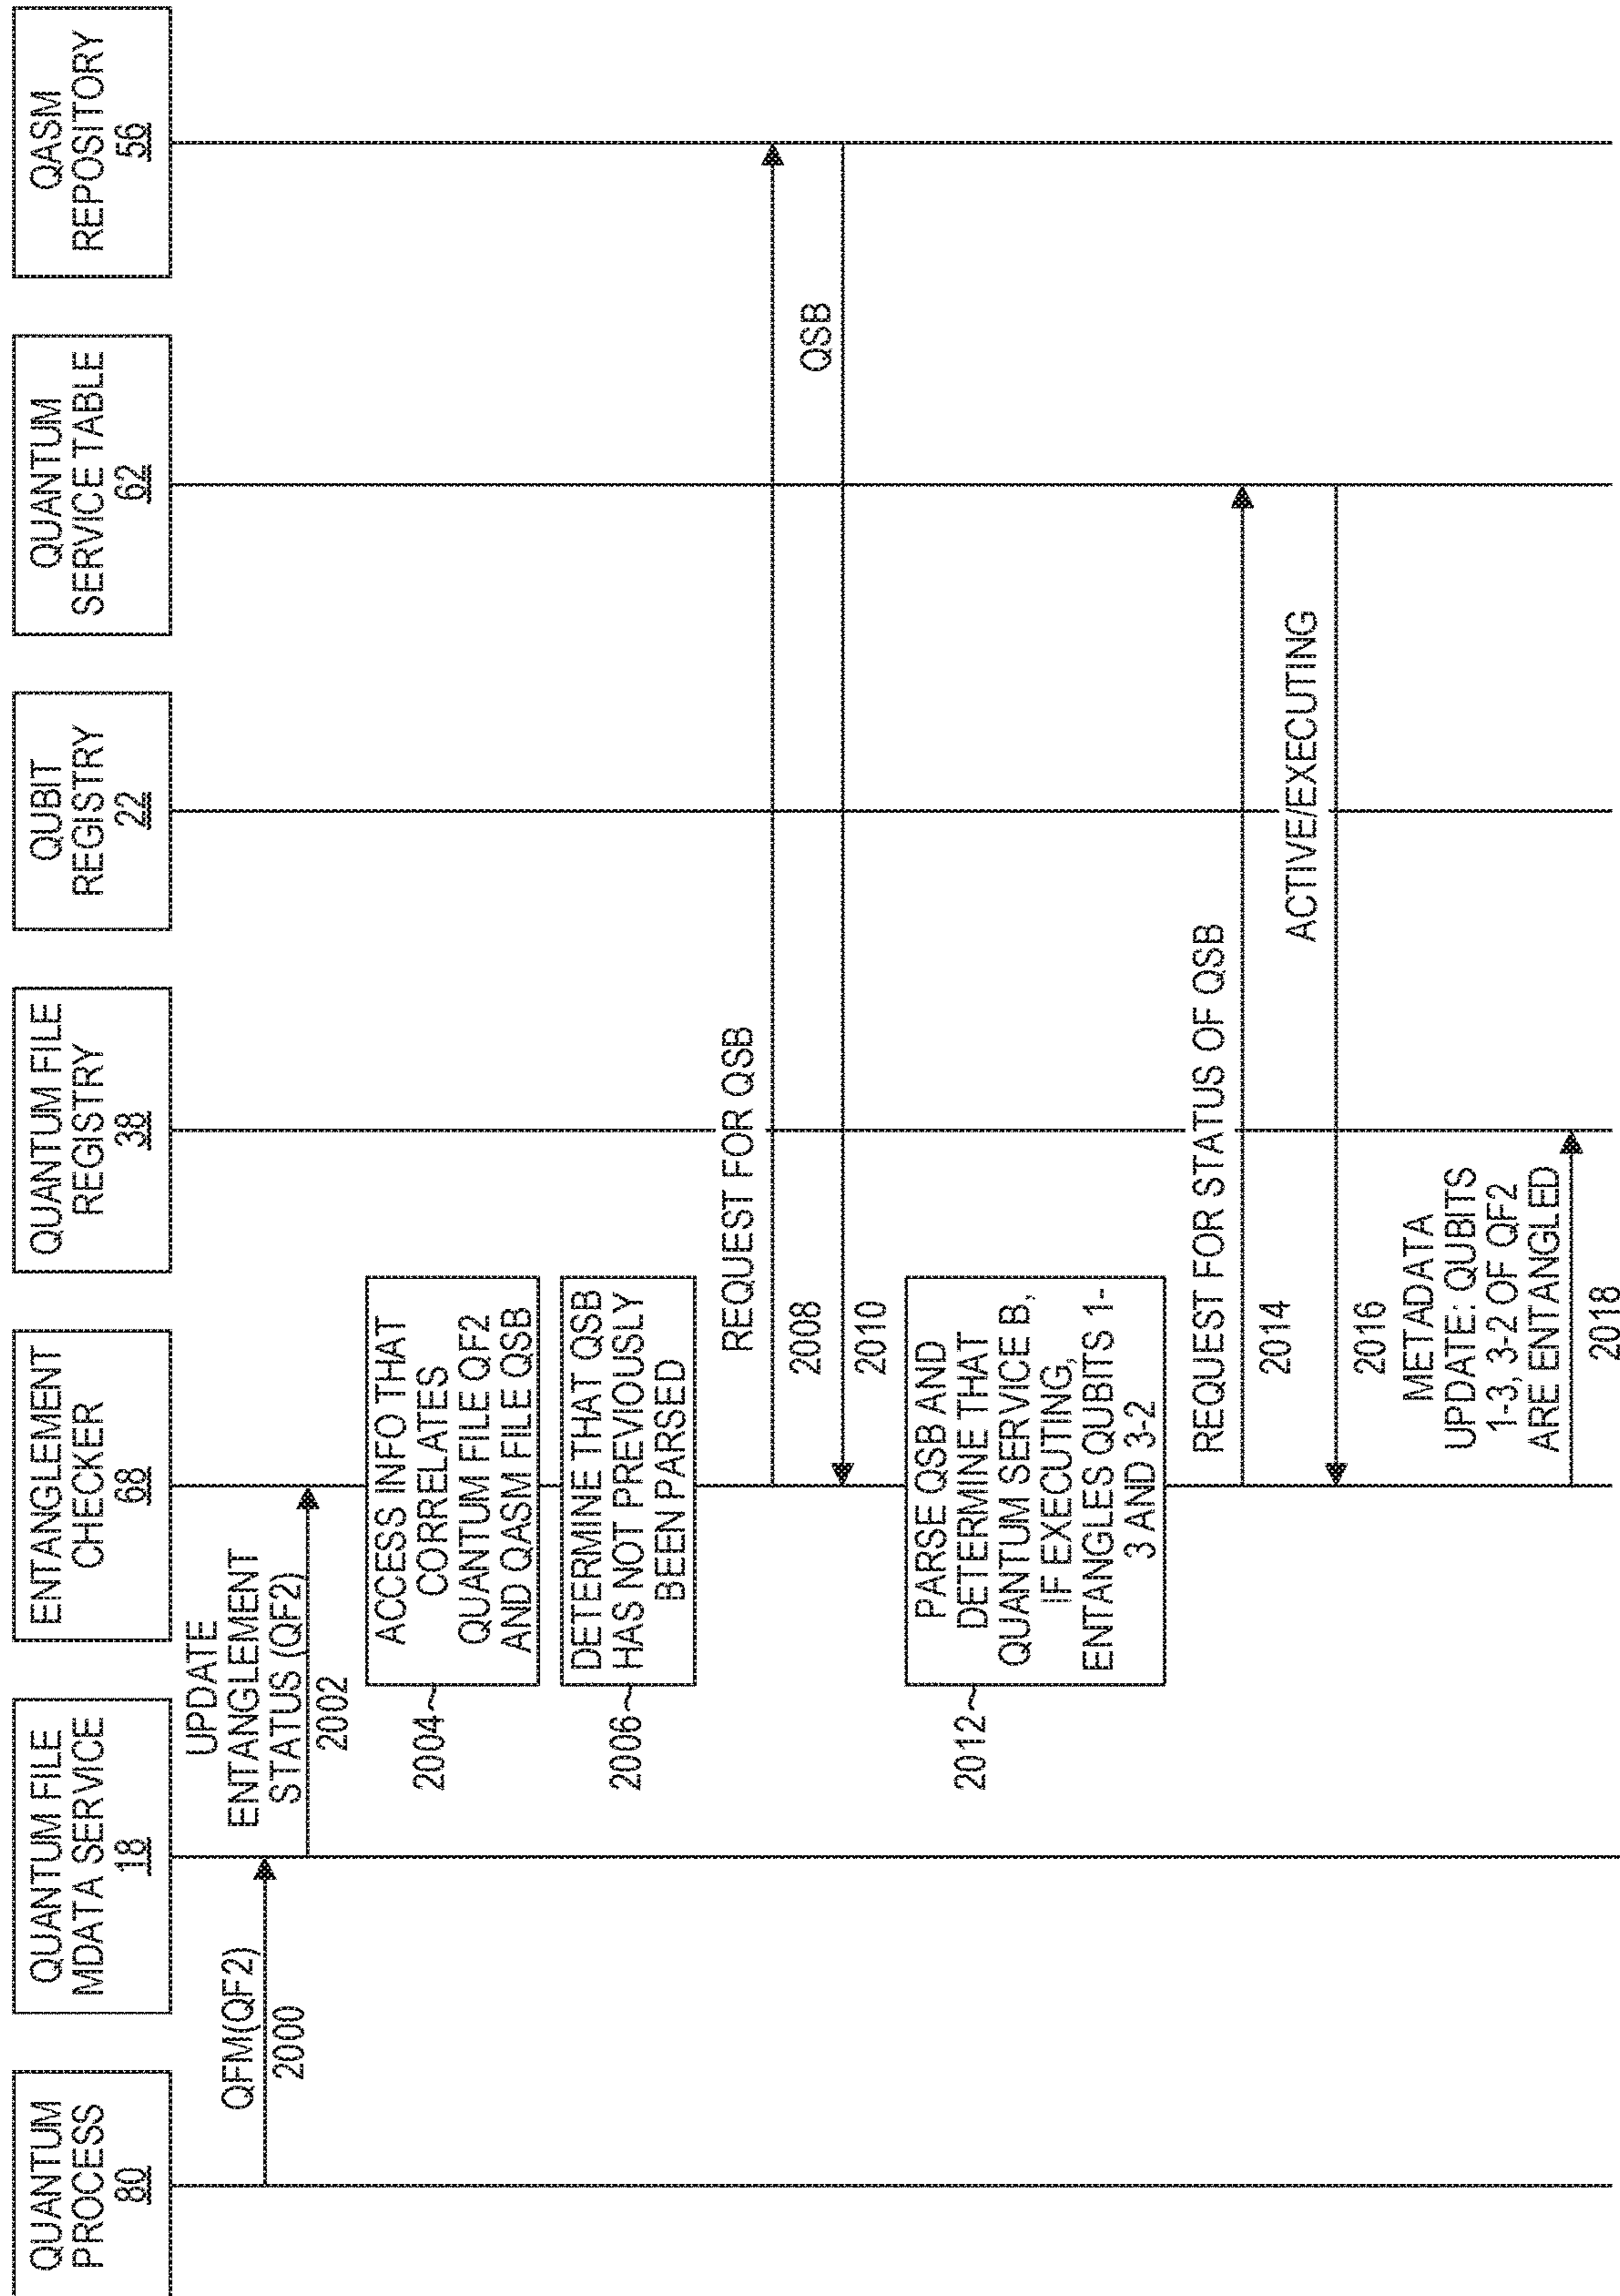 QUANTUM
PROCESS
80
QUANTUM FILE
MDATA SERVICE
18
ENTANGLEMENT
CHECKER
68
QUANTUM FILE
REGISTRY
38
QUBIT
REGISTRY
22
QUANTUM
SERVICE TABLE
62
QASM
REPOSITORY
56
QFM(QF2)
2000
UPDATE
ENTANGLEMENT
STATUS (QF2)
2002
2004
ACCESS INFO THAT
CORRELATES
QUANTUM FILE QF2
AND QASM FILE QSB
2006
DETERMINE THAT QSB
HAS NOT PREVIOUSLY
BEEN PARSED
REQUEST FOR QSB
2008
QSB
2010
2012
PARSE QSB AND
DETERMINE THAT
QUANTUM SERVICE B,
IF EXECUTING,
ENTANGLES QUBITS 1-
3 AND 3-2
REQUEST FOR STATUS OF QSB
2014
ACTIVE/EXECUTING
2016
METADATA
UPDATE: QUBITS
1-3, 3-2 OF QF2
ARE ENTANGLED
2018